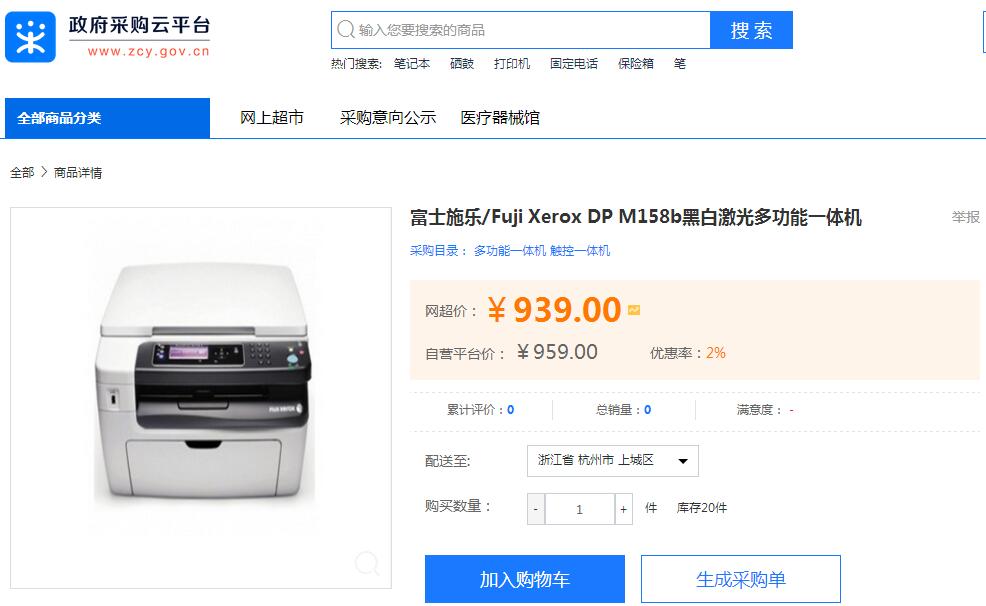 政府采购云平台
www.zcy.gov.cn
输入您要搜索的商品
搜索
热门搜索: 笔记本 硒鼓 打印机 固定电话 保险箱 笔
全部商品分类 网上超市 采购意向公示 医疗器械馆
全部 > 商品详情
富士施乐/Fuji Xerox DP M158b黑白激光多功能一体机
举报
采购目录： 多功能一体机 触控一体机
网超价： ￥939.00
自营平台价： ￥959.00 优惠率：2%
累计评价：0 总销量：0 满意度： -
FUJI XEROX
配送至: 浙江省 杭州市 上城区
购买数量： - 1 + 件 库存20件
加入购物车 生成采购单